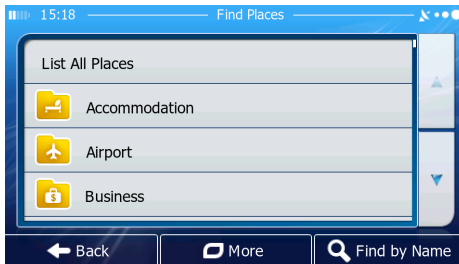 15:18 Find Places
List All Places
Accommodation
Airport
Business
Back More Find by Name